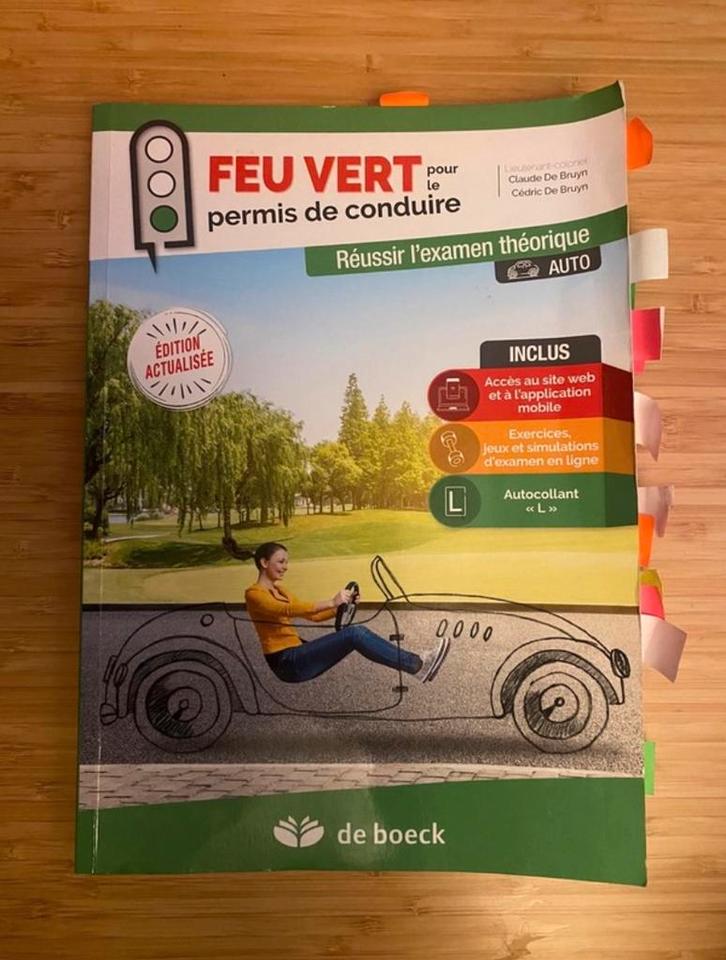 FEU VERT pour le
permis de conduire
Lieutenant-colonel
Claude De Bruyn
Cédric De Bruyn
Réussir l'examen théorique
AUTO
ÉDITION
ACTUALISÉE
INCLUS
Accès au site web
et à l'application
mobile
Exercices,
jeux et simulations
d'examen en ligne
L
Autocollant
« L »
de boeck